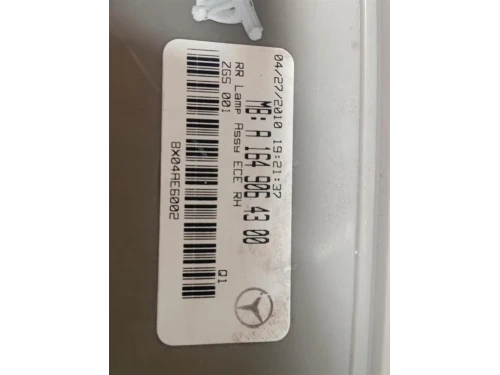 04/27/2010 19:21:37
MB: A 164 906 43 00
RR Lamp Assy ECE RH
ZGS 001
Q1
8X04AE6002